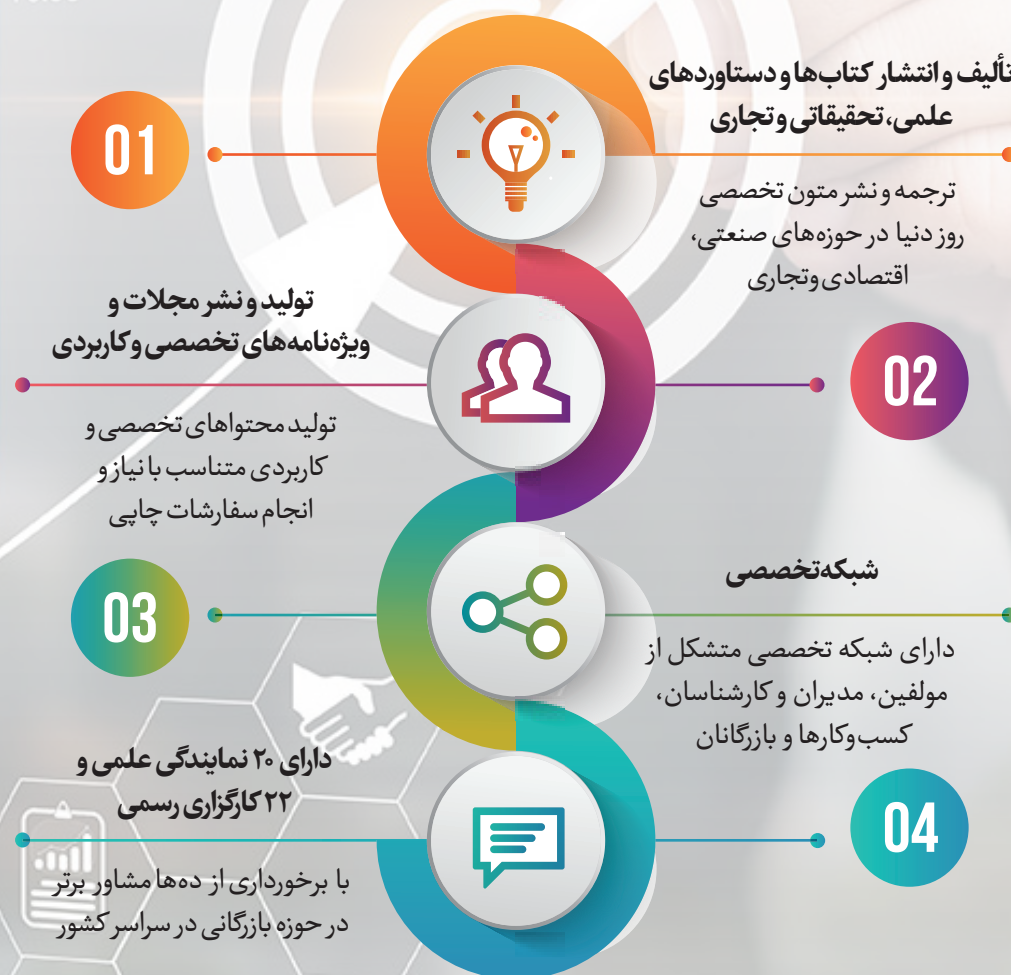 01
تألیف و انتشار کتاب‌ها و دستاوردهای
علمی، تحقیقاتی و تجاری
ترجمه و نشر متون تخصصی
روز دنیا در حوزه‌های صنعتی،
اقتصادی وتجاری
02
تولید و نشر مجلات و
ویژه‌نامه‌های تخصصی و کاربردی
تولید محتواهای تخصصی و
کاربردی متناسب با نیاز و
انجام سفارشات چاپی
03
شبکه تخصصی
دارای شبکه تخصصی متشکل از
مولفین، مدیران و کارشناسان،
کسب‌وکارها و بازرگانان
04
دارای ۲۰ نمایندگی علمی و
۲۲ کارگزاری رسمی
با برخورداری از ده‌ها مشاور برتر
در حوزه بازرگانی در سراسر کشور